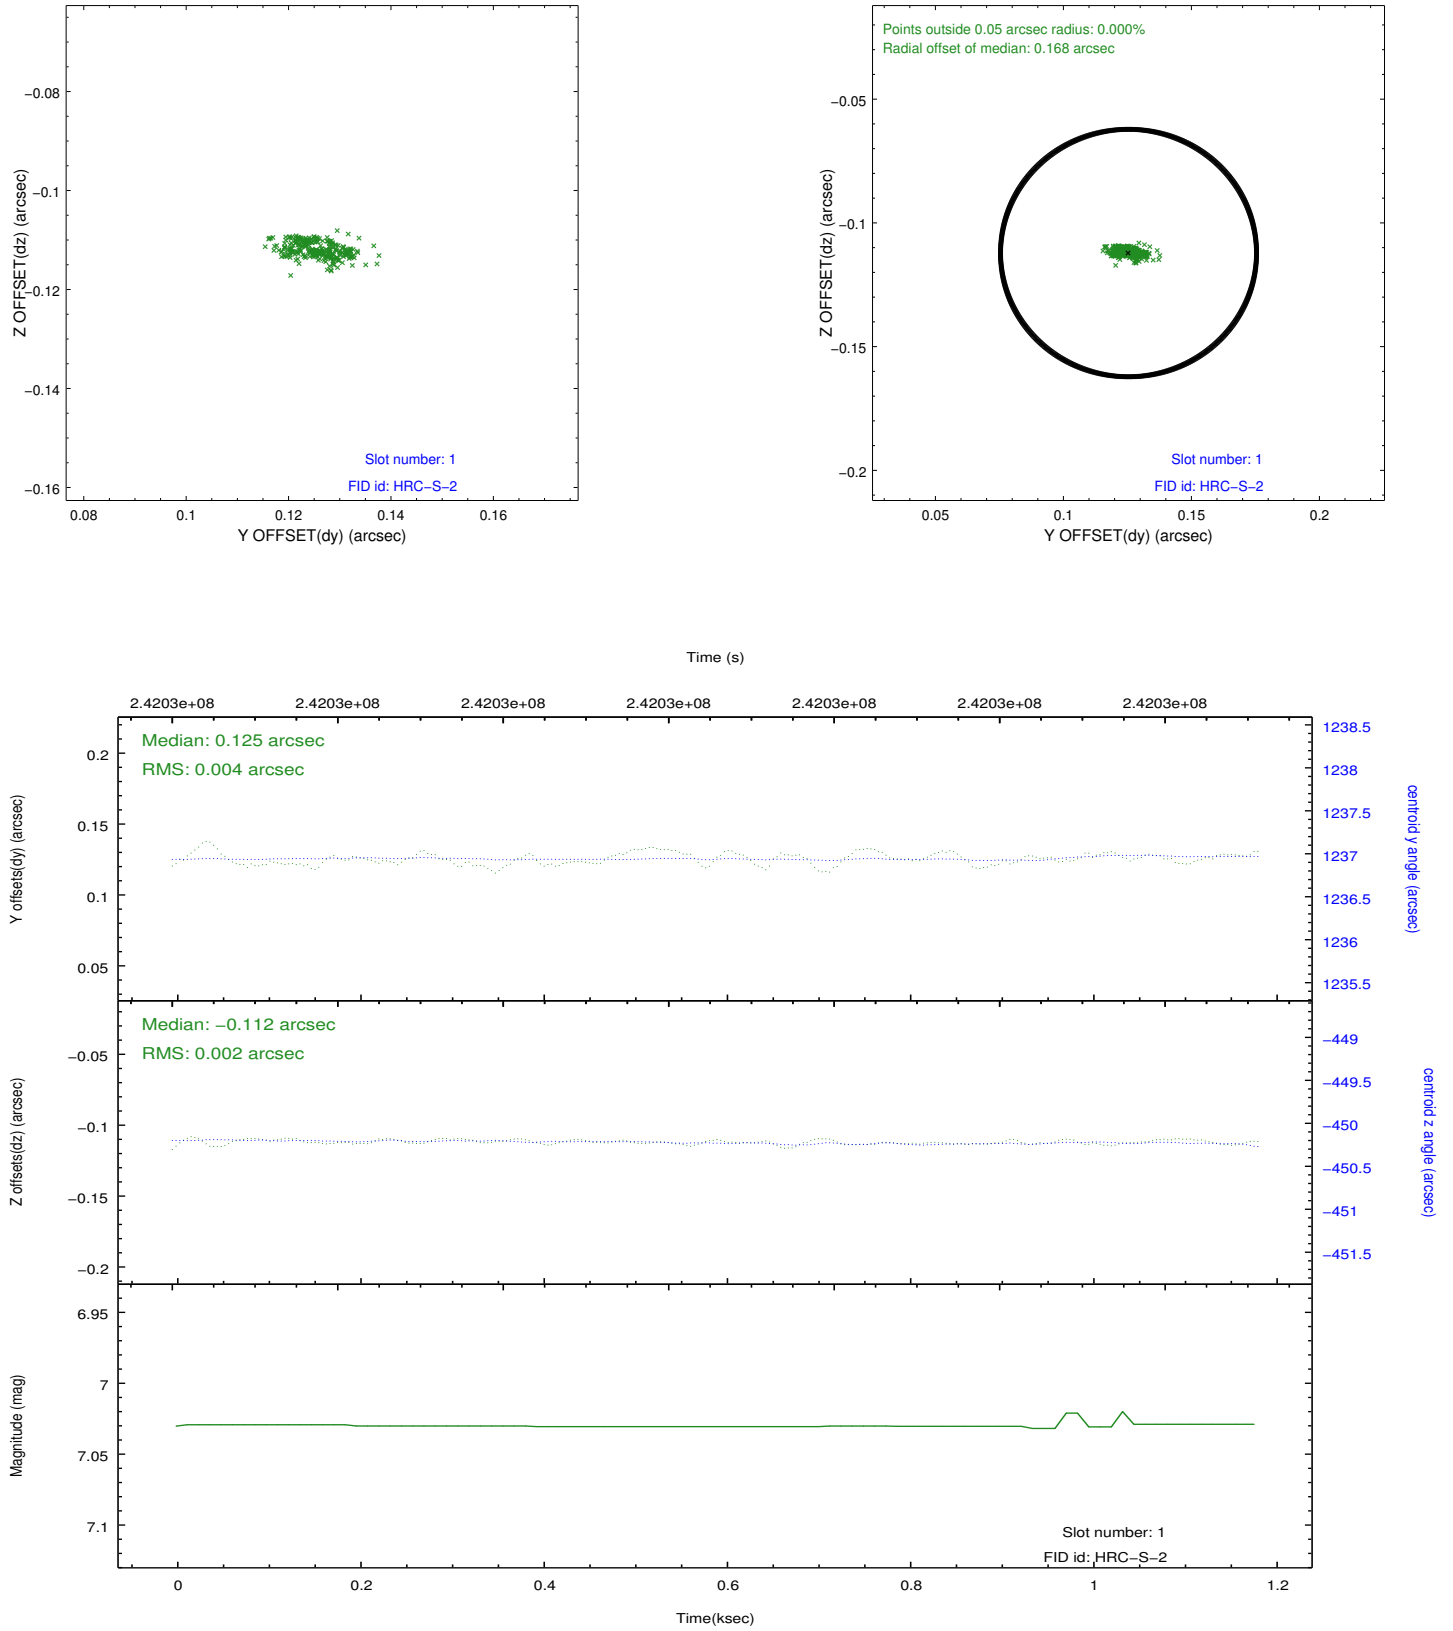 −0.08
−0.1
−0.12
−0.14
−0.16
Z OFFSET(dz) (arcsec)
Slot number: 1
FID id: HRC−S−2
0.08 0.1 0.12 0.14 0.16
Y OFFSET(dy) (arcsec)
Points outside 0.05 arcsec radius: 0.000%
Radial offset of median: 0.168 arcsec
−0.05
−0.1
−0.15
−0.2
Z OFFSET(dz) (arcsec)
Slot number: 1
FID id: HRC−S−2
0.05 0.1 0.15 0.2
Y OFFSET(dy) (arcsec)
Time (s)
2.4203e+08 2.4203e+08 2.4203e+08 2.4203e+08 2.4203e+08 2.4203e+08 2.4203e+08
Median: 0.125 arcsec
RMS: 0.004 arcsec
0.2
0.15
0.1
0.05
Y offsets(dy) (arcsec)
1238.5
1238
1237.5
1237
1236.5
1236
1235.5
centroid y angle (arcsec)
Median: −0.112 arcsec
RMS: 0.002 arcsec
−0.05
−0.1
−0.15
−0.2
Z offsets(dz) (arcsec)
−449
−449.5
−450
−450.5
−451
−451.5
centroid z angle (arcsec)
6.95
7
7.05
7.1
Magnitude (mag)
Slot number: 1
FID id: HRC−S−2
0 0.2 0.4 0.6 0.8 1 1.2
Time(ksec)